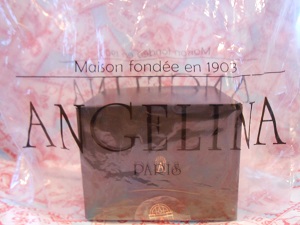 Maison fondée en 1903
ANGELINA
PARIS